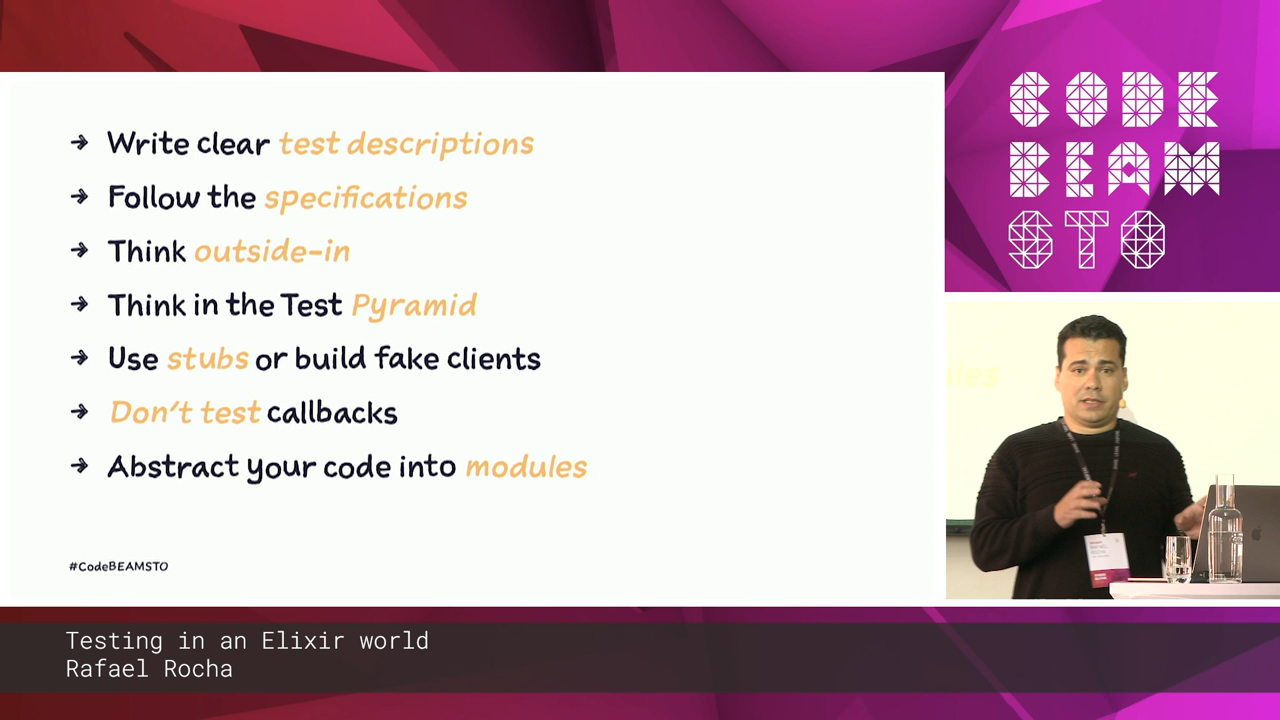 → Write clear test descriptions
→ Follow the specifications
→ Think outside-in
→ Think in the Test Pyramid
→ Use stubs or build fake clients
→ Don't test callbacks
→ Abstract your code into modules
#CodeBEAMSTO
CODE
BEAM
STO
Testing in an Elixir world
Rafael Rocha